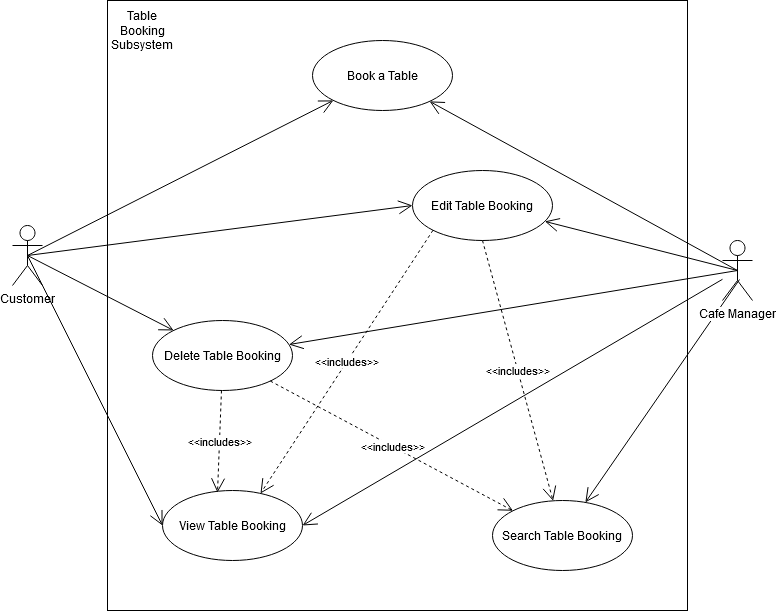 Table
Booking
Subsystem
Book a Table
Edit Table Booking
Customer
Cafe Manager
Delete Table Booking
<<includes>>
<<includes>>
<<includes>>
<<includes>>
View Table Booking
Search Table Booking